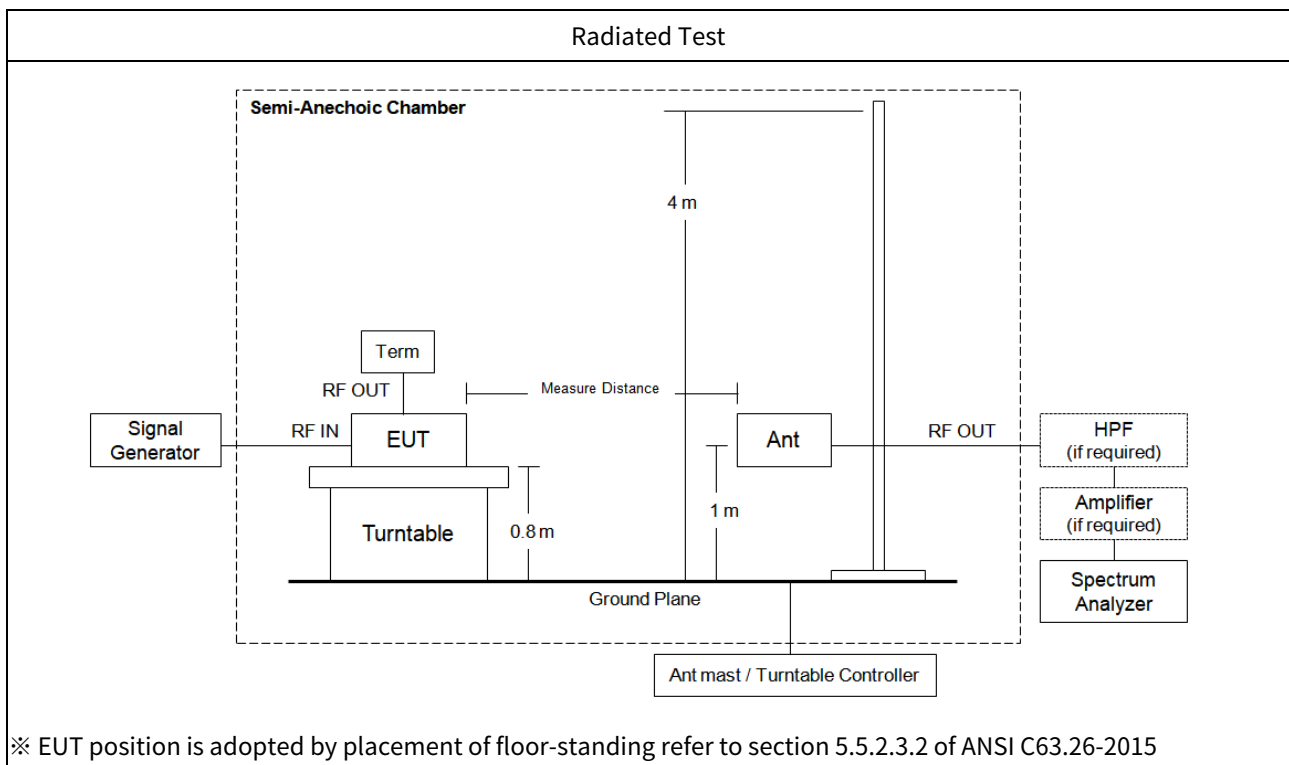 Radiated Test
Semi-Anechoic Chamber
4 m
Term
RF OUT
Measure Distance
Signal
Generator
RF IN
EUT
Ant
RF OUT
HPF
(if required)
1 m
Amplifier
(if required)
Turntable
0.8 m
Spectrum
Analyzer
Ground Plane
Ant mast / Turntable Controller
※ EUT position is adopted by placement of floor-standing refer to section 5.5.2.3.2 of ANSI C63.26-2015